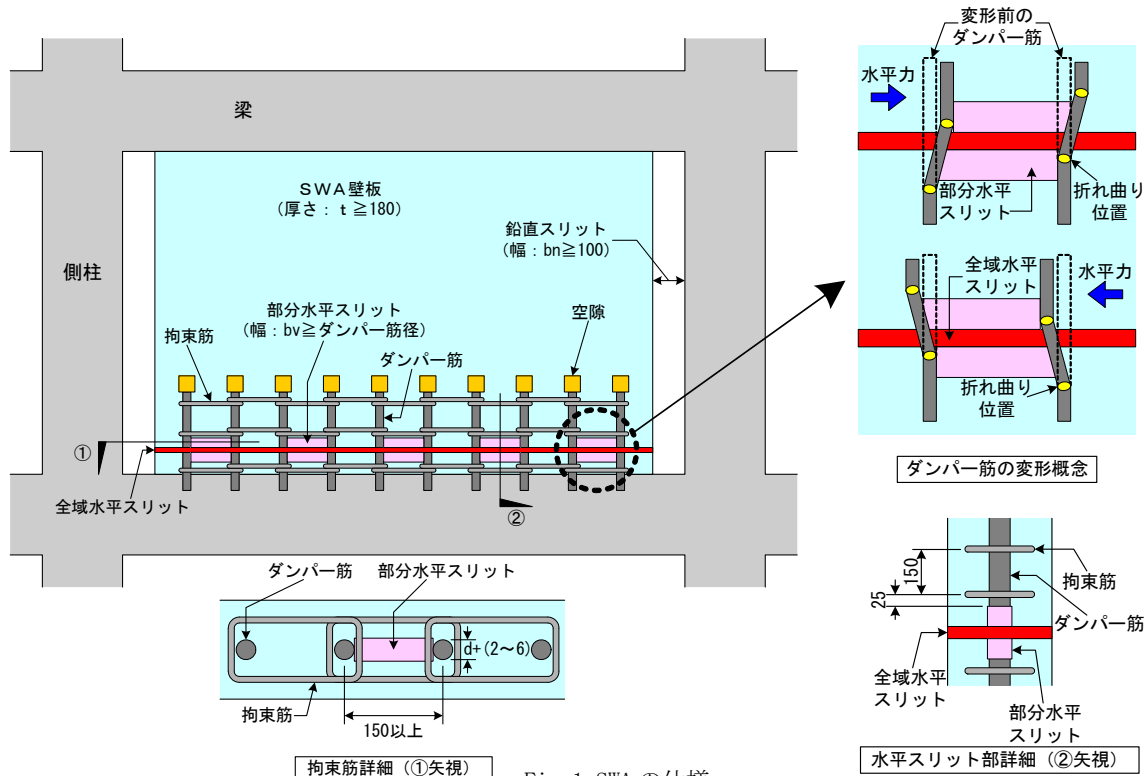 梁
SWA壁板
(厚さ：t≧180)
側柱
鉛直スリット
(幅：bn≧100)
部分水平スリット
(幅：bv≧ダンパー筋径)
空隙
拘束筋
ダンパー筋
①
全域水平スリット
②
変形前の
ダンパー筋
水平力
部分水平
スリット
折れ曲り
位置
全域水平
スリット
水平力
折れ曲り
位置
ダンパー筋の変形概念
ダンパー筋
部分水平スリット
d+(2～6)
拘束筋
150以上
拘束筋詳細（①矢視）
150
25
拘束筋
ダンパー筋
全域水平
スリット
部分水平
スリット
水平スリット部詳細（②矢視）
Fig. 1 SWAの仕様